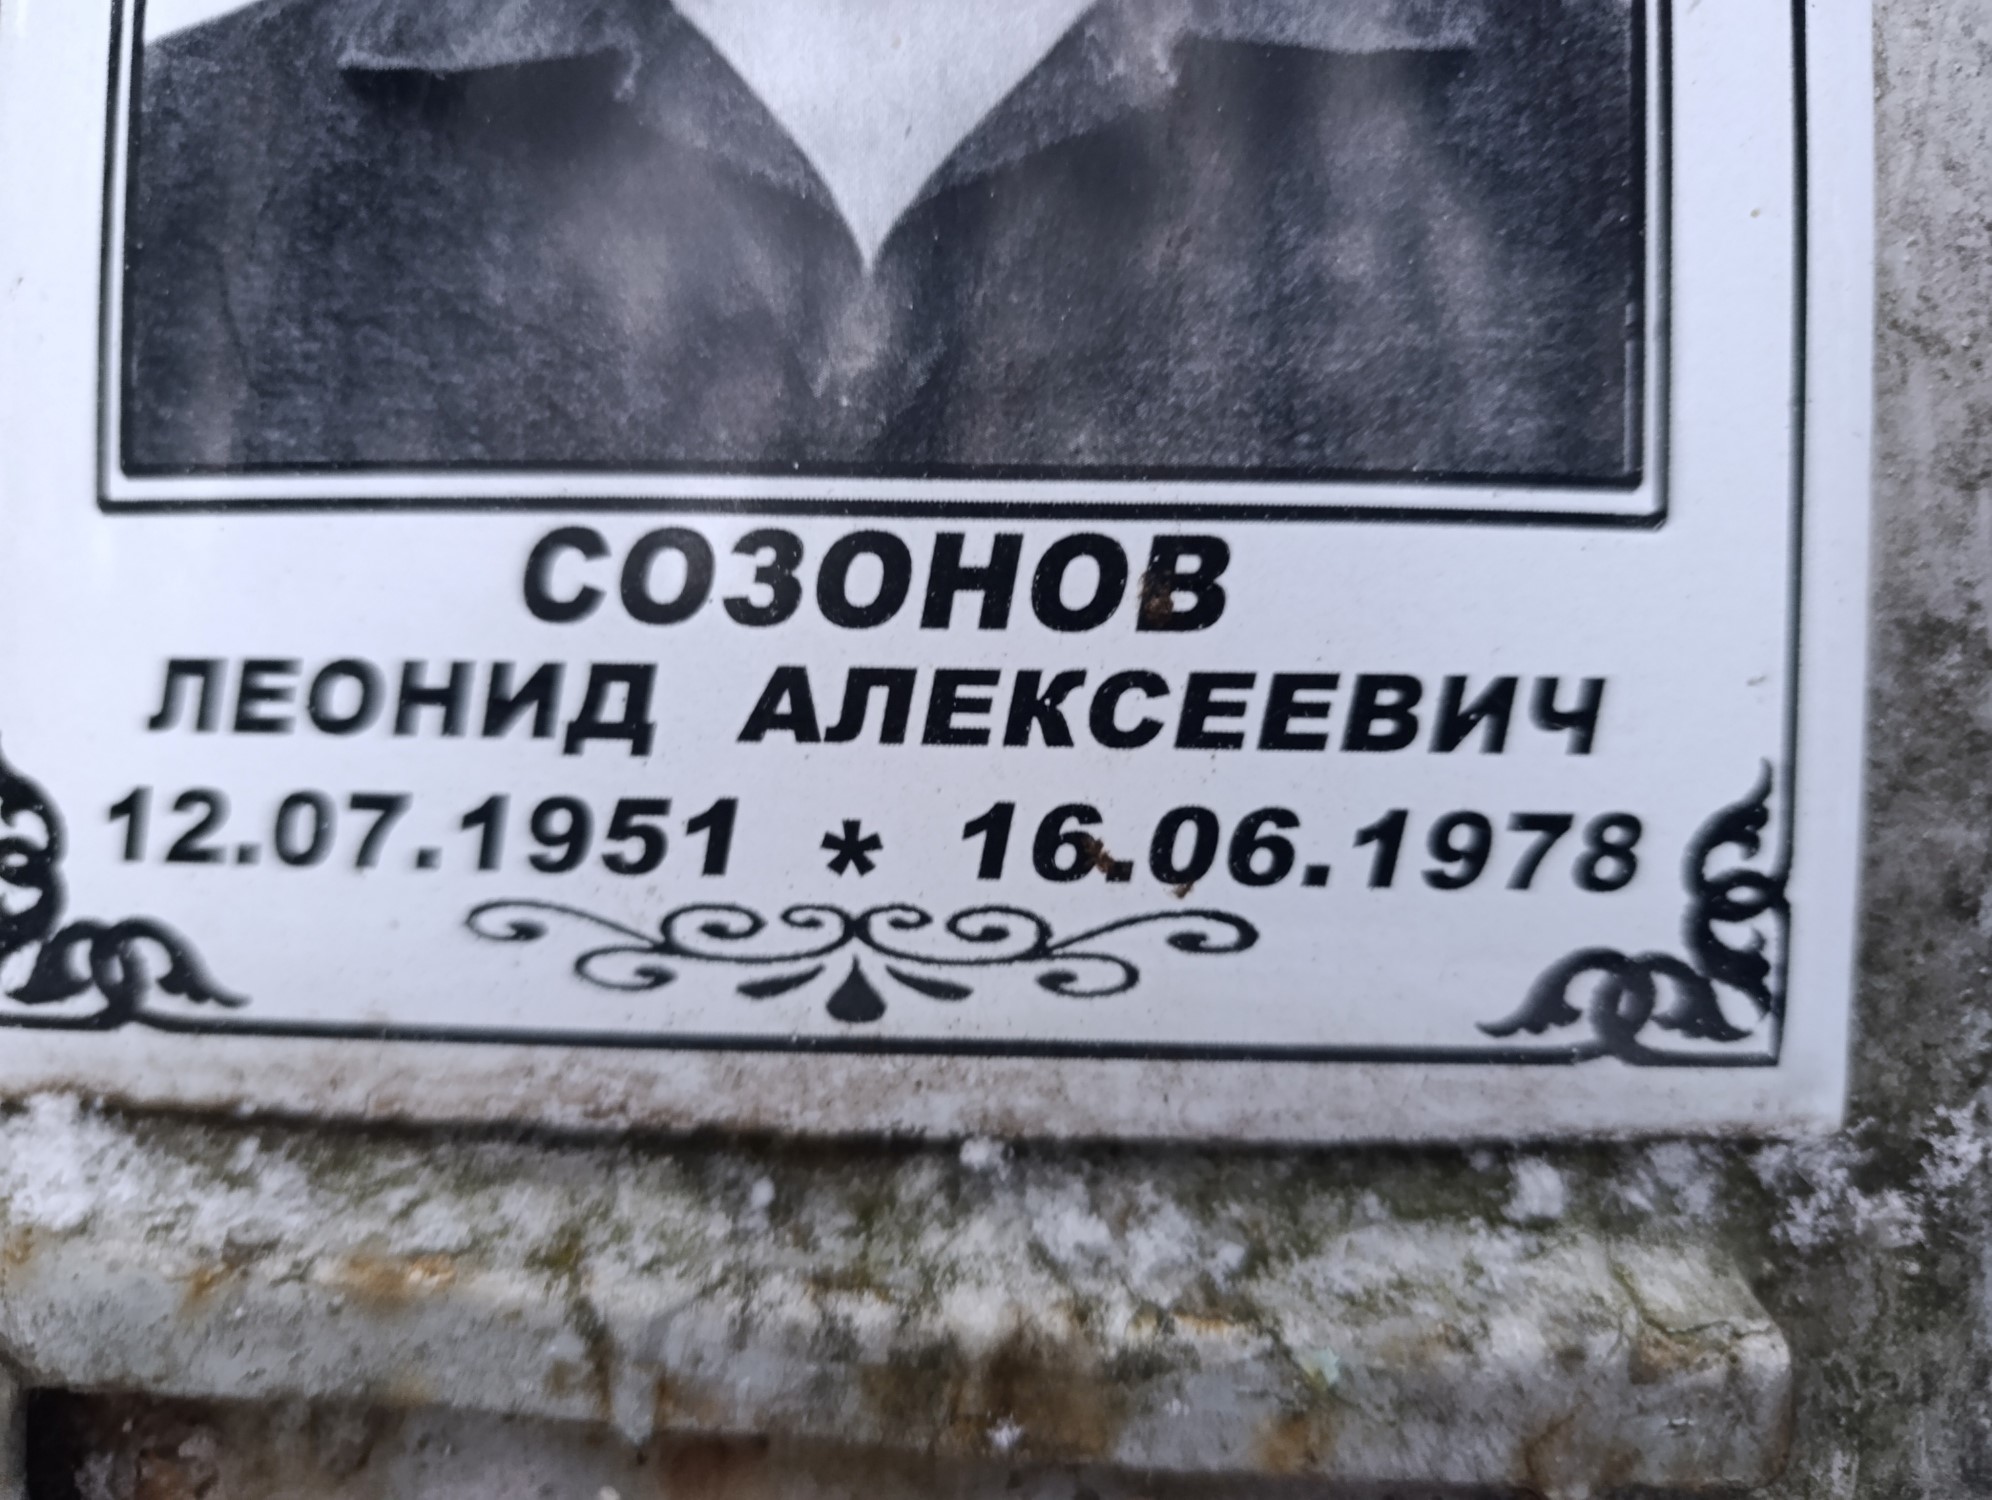 СОЗОНОВ
ЛЕОНИД АЛЕКСЕЕВИЧ
12.07.1951 * 16.06.1978